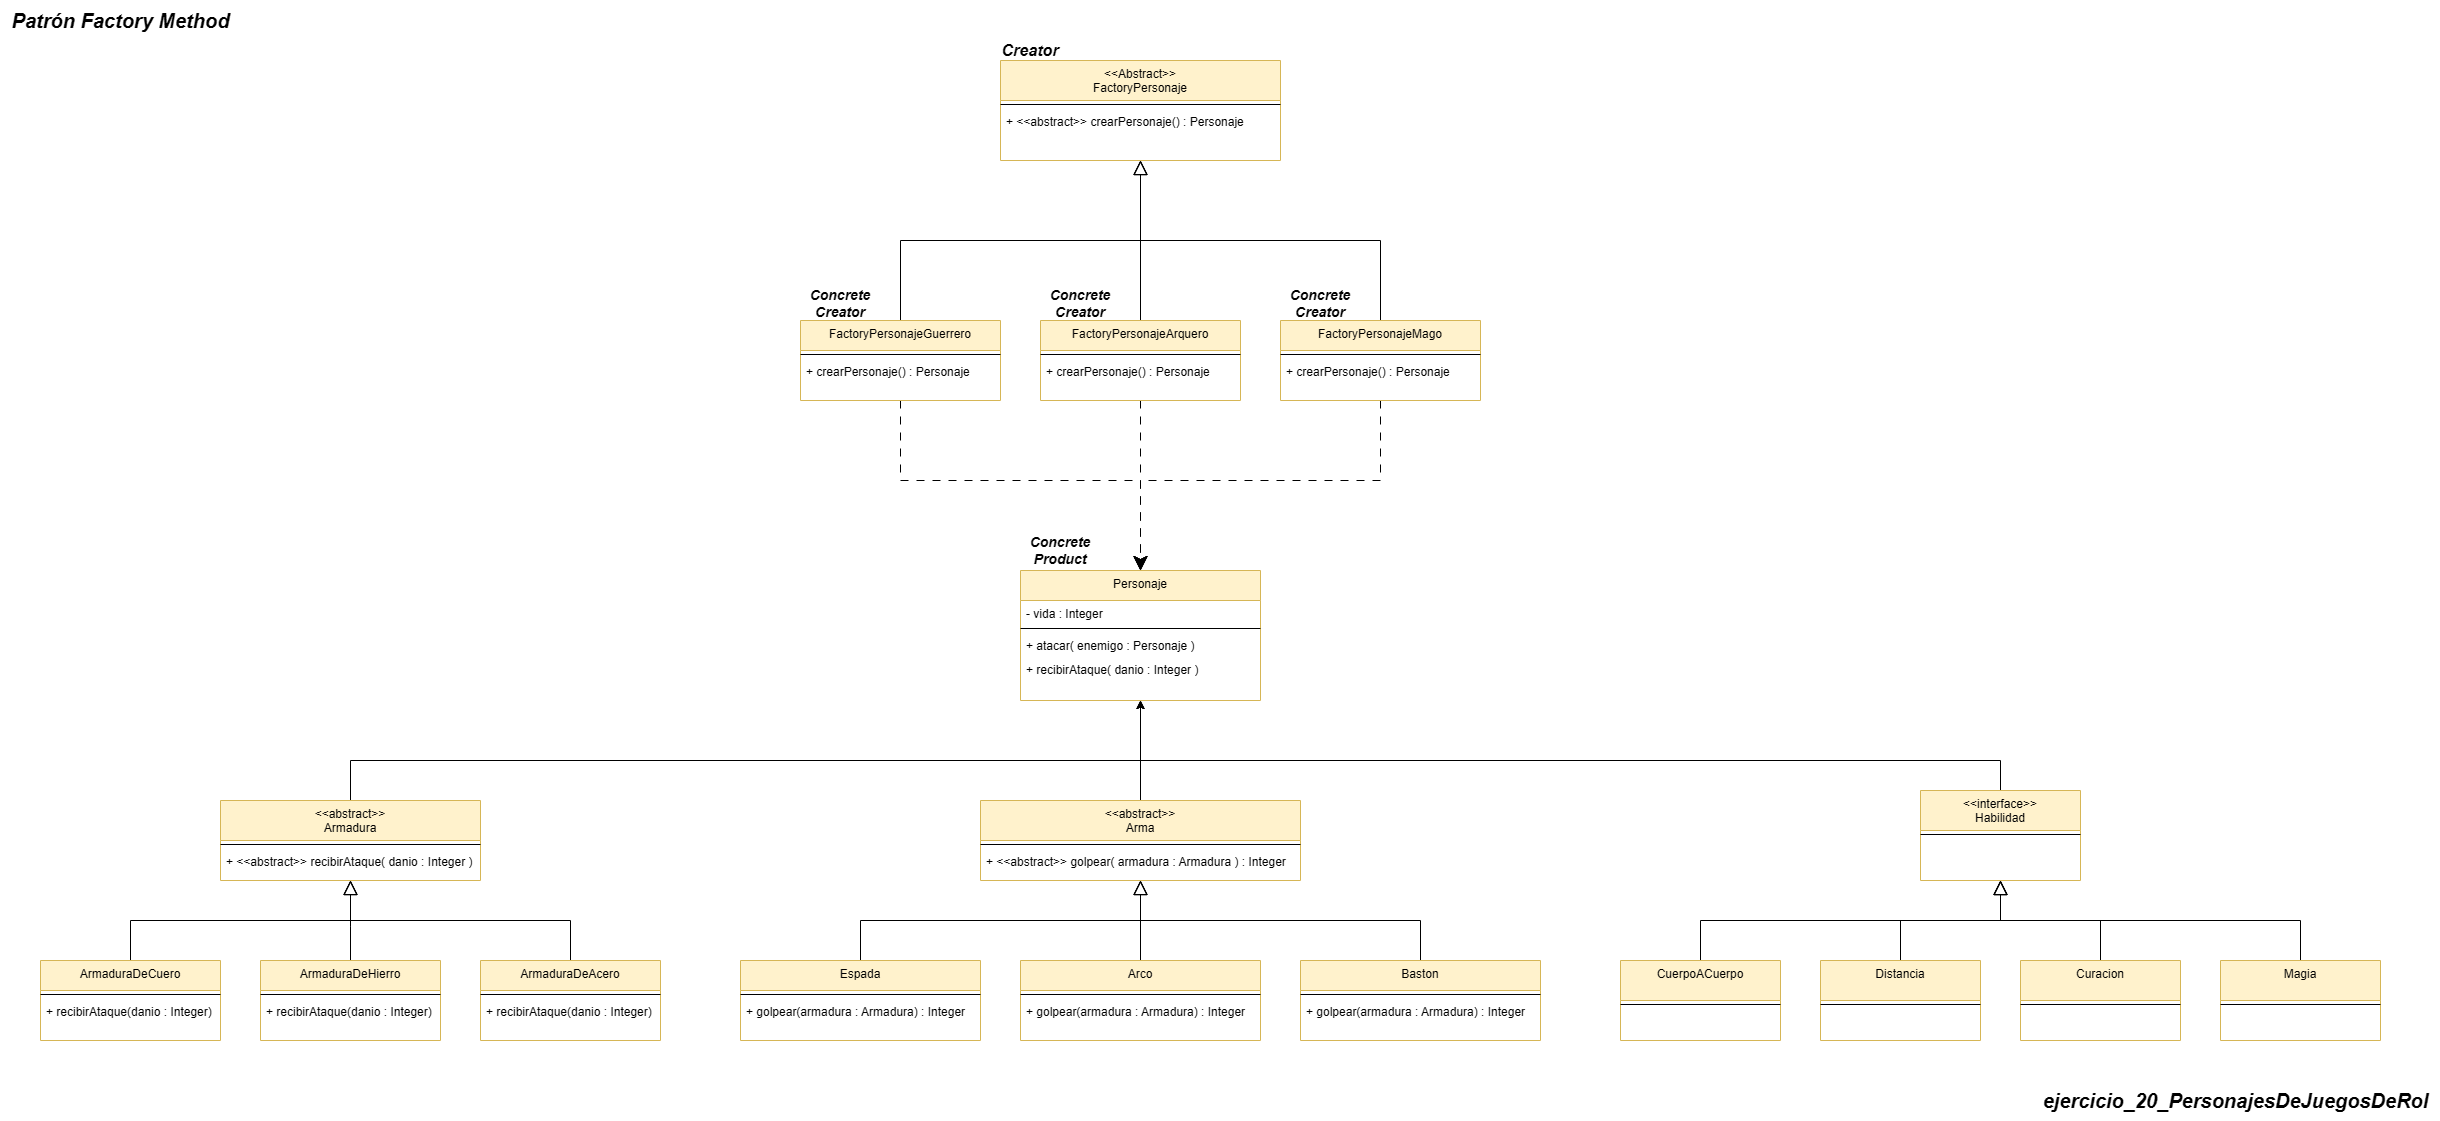 Patrón Factory Method
Creator
<<Abstract>>
FactoryPersonaje
+ <<abstract>> crearPersonaje() : Personaje
Concrete
Creator
FactoryPersonajeGuerrero
+ crearPersonaje() : Personaje
Concrete
Creator
FactoryPersonajeArquero
+ crearPersonaje() : Personaje
Concrete
Creator
FactoryPersonajeMago
+ crearPersonaje() : Personaje
Concrete
Product
Personaje
- vida : Integer
+ atacar( enemigo : Personaje )
+ recibirAtaque( danio : Integer )
<<abstract>>
Armadura
+ <<abstract>> recibirAtaque( danio : Integer )
<<abstract>>
Arma
+ <<abstract>> golpear( armadura : Armadura ) : Integer
<<interface>>
Habilidad
ArmaduraDeCuero
+ recibirAtaque(danio : Integer)
ArmaduraDeHierro
+ recibirAtaque(danio : Integer)
ArmaduraDeAcero
+ recibirAtaque(danio : Integer)
Espada
+ golpear(armadura : Armadura) : Integer
Arco
+ golpear(armadura : Armadura) : Integer
Baston
+ golpear(armadura : Armadura) : Integer
CuerpoACuerpo
Distancia
Curacion
Magia
ejercicio_20_PersonajesDeJuegosDeRol